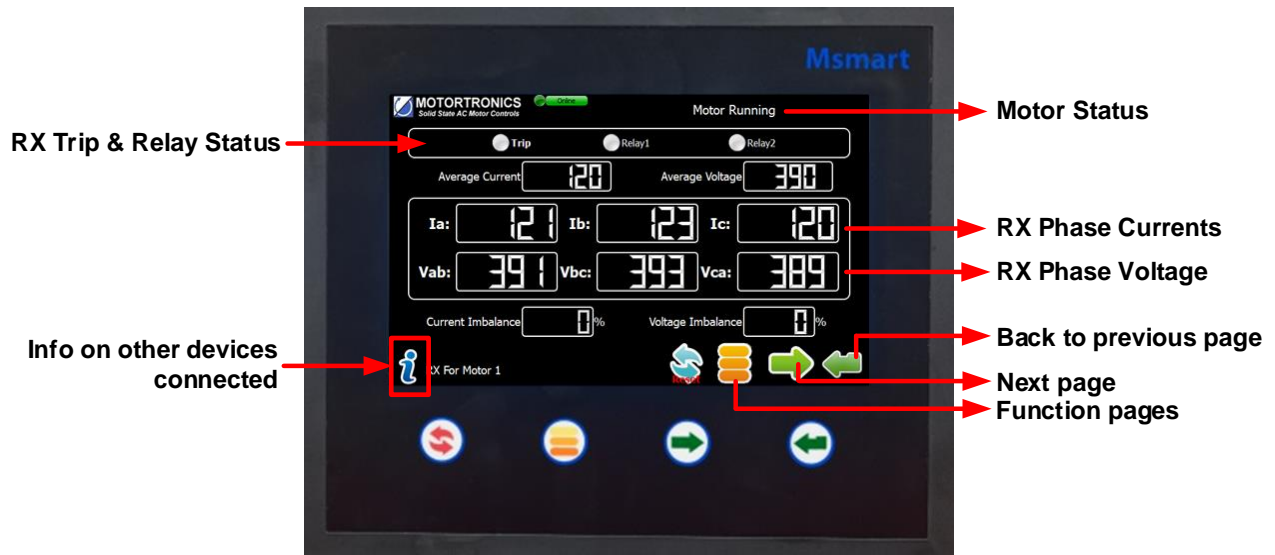 Msmart
MOTORTRONICS
Solid State AC Motor Controls
Online
Motor Running
Motor Status
RX Trip & Relay Status
Trip
Relay1
Relay2
Average Current
120
Average Voltage
390
Ia: 121 Ib: 123 Ic: 120
RX Phase Currents
Vab: 391 Vbc: 393 Vca: 389
RX Phase Voltage
Current Imbalance 0 %
Voltage Imbalance 0 %
Info on other devices
connected
RX For Motor 1
Reset
Back to previous page
Next page
Function pages